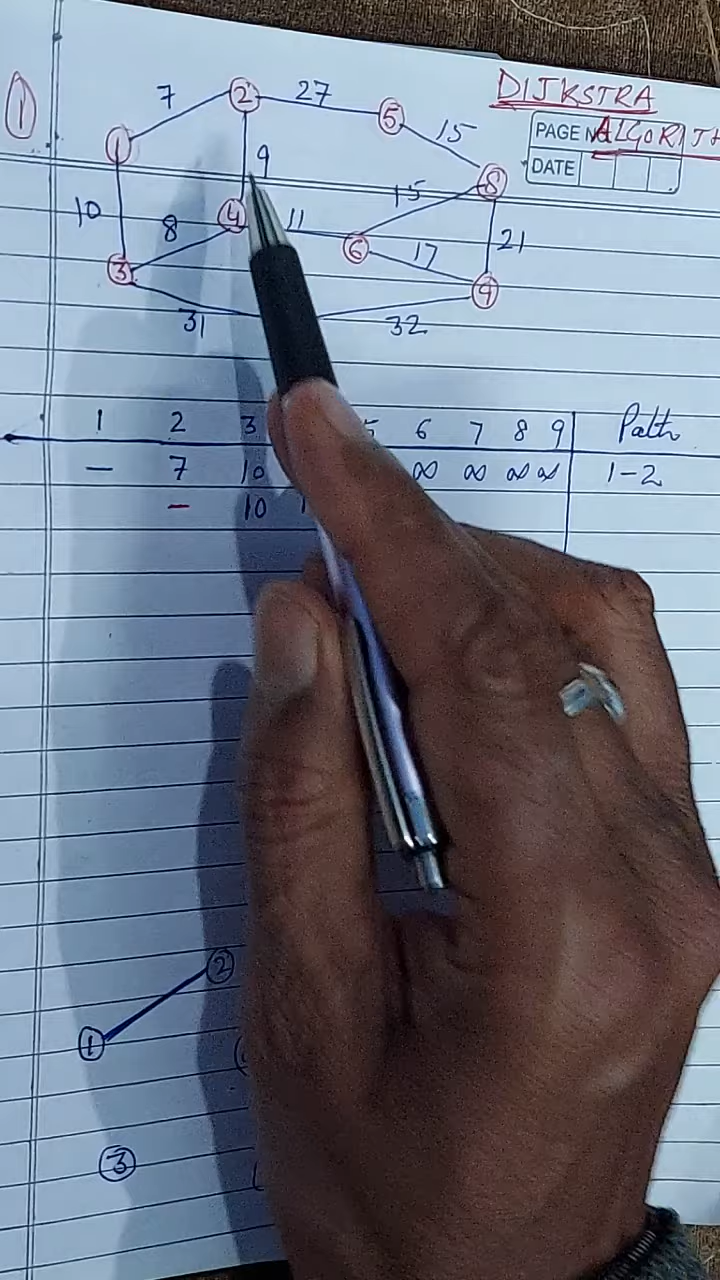 DIJKSTRA
ALGORITH
PAGE N
DATE
1
7 2 27 5 15
1 9 8
10 8 4 11 15
6 17 21
3 9
31 32
1 2 3 5 6 7 8 9 Path
— 7 10 ∞ ∞ ∞ ∞ 1-2
— 10 1
2
1
3